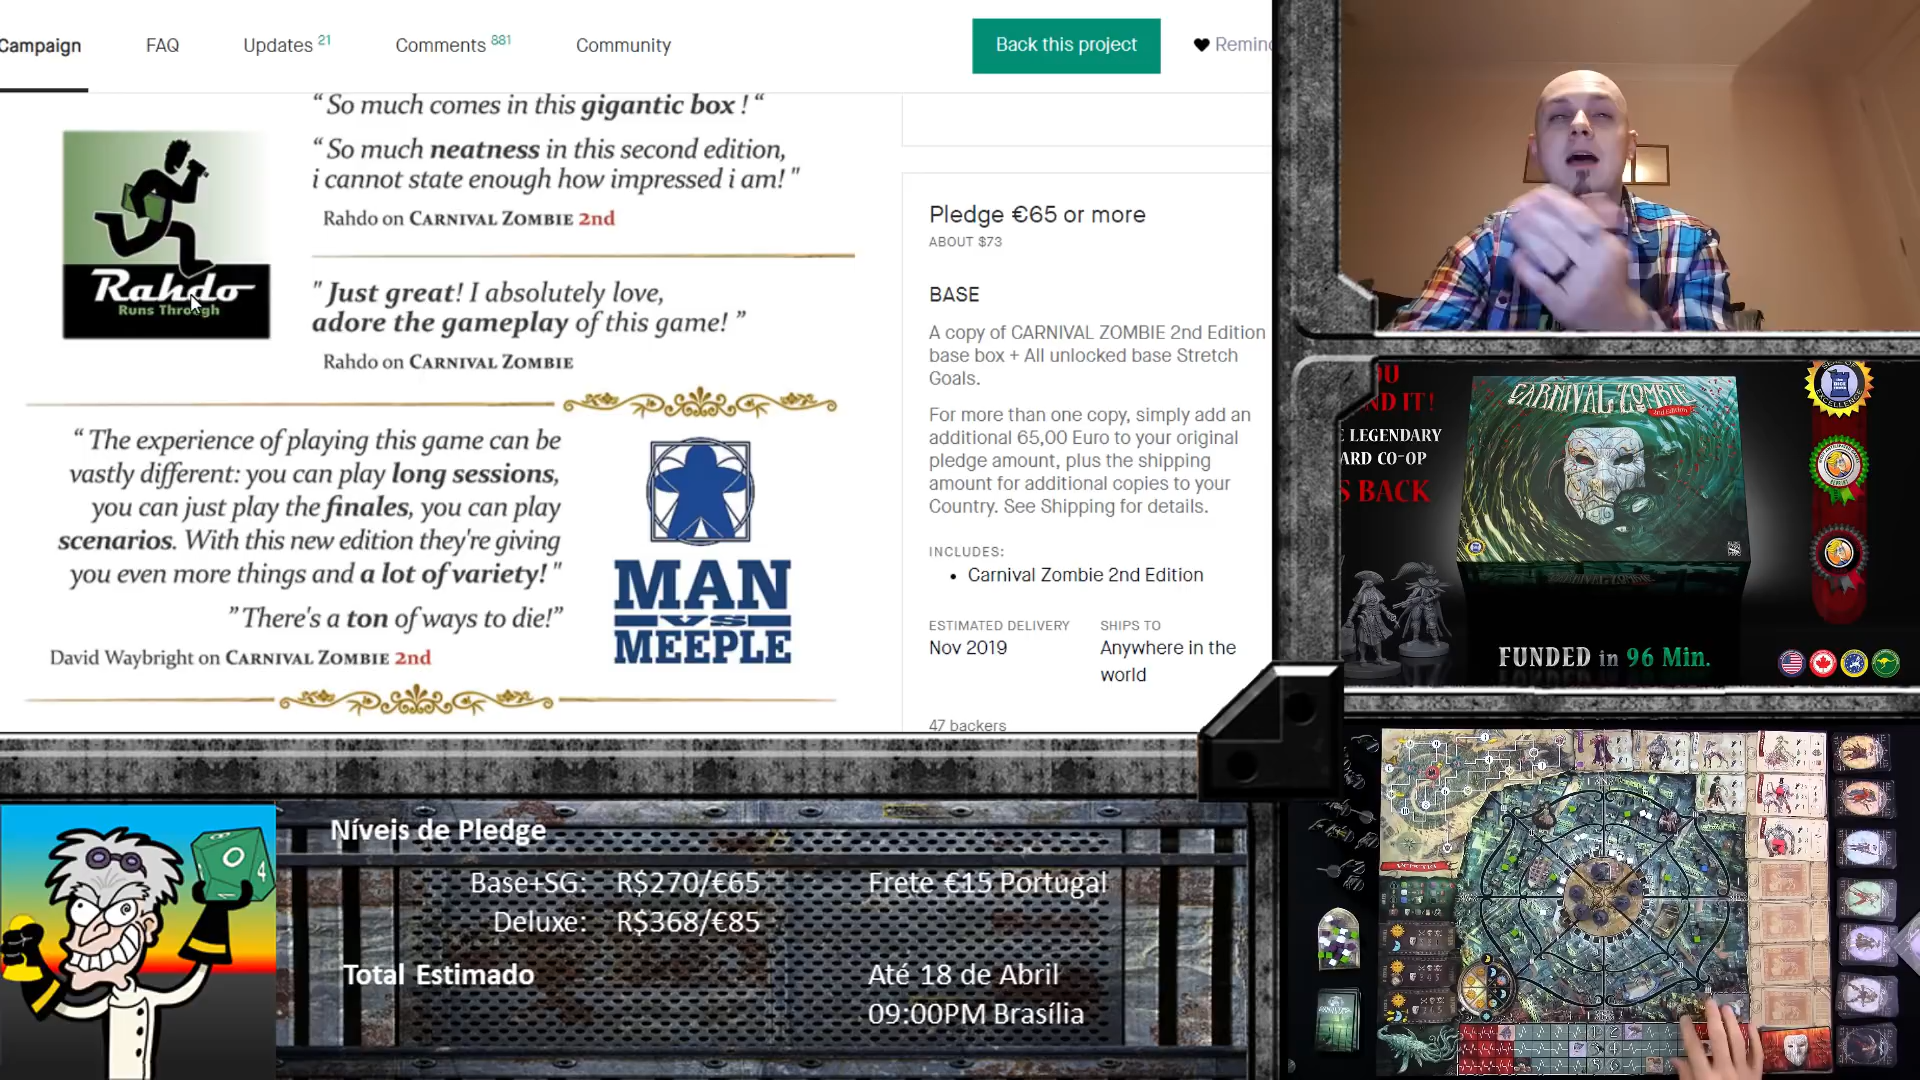 Campaign
FAQ
Updates 21
Comments 881
Community
Back this project
Remin
“ So much comes in this gigantic box ! “
“ So much neatness in this second edition,
i cannot state enough how impressed i am! "
Rahdo on CARNIVAL ZOMBIE 2nd
Rahdo
Runs Through
" Just great! I absolutely love,
adore the gameplay of this game! ”
Rahdo on CARNIVAL ZOMBIE
“ The experience of playing this game can be
vastly different: you can play long sessions,
you can just play the finales, you can play
scenarios. With this new edition they're giving
you even more things and a lot of variety! "
” There's a ton of ways to die!”
David Waybright on CARNIVAL ZOMBIE 2nd
MAN
VS
MEEPLE
Pledge €65 or more
ABOUT $73
BASE
A copy of CARNIVAL ZOMBIE 2nd Edition
base box + All unlocked base Stretch
Goals.
For more than one copy, simply add an
additional 65,00 Euro to your original
pledge amount, plus the shipping
amount for additional copies to your
Country. See Shipping for details.
INCLUDES:
• Carnival Zombie 2nd Edition
ESTIMATED DELIVERY
Nov 2019
SHIPS TO
Anywhere in the
world
47 backers
OU
ND IT!
E LEGENDARY
ARD CO-OP
S BACK
CARNIVAL ZOMBIE
2nd Edition
FUNDED in 96 Min.
VENETIA
Níveis de Pledge
Base+SG: R$270/€65
Frete €15 Portugal
Deluxe: R$368/€85
Total Estimado
Até 18 de Abril
09:00PM Brasília
0
4